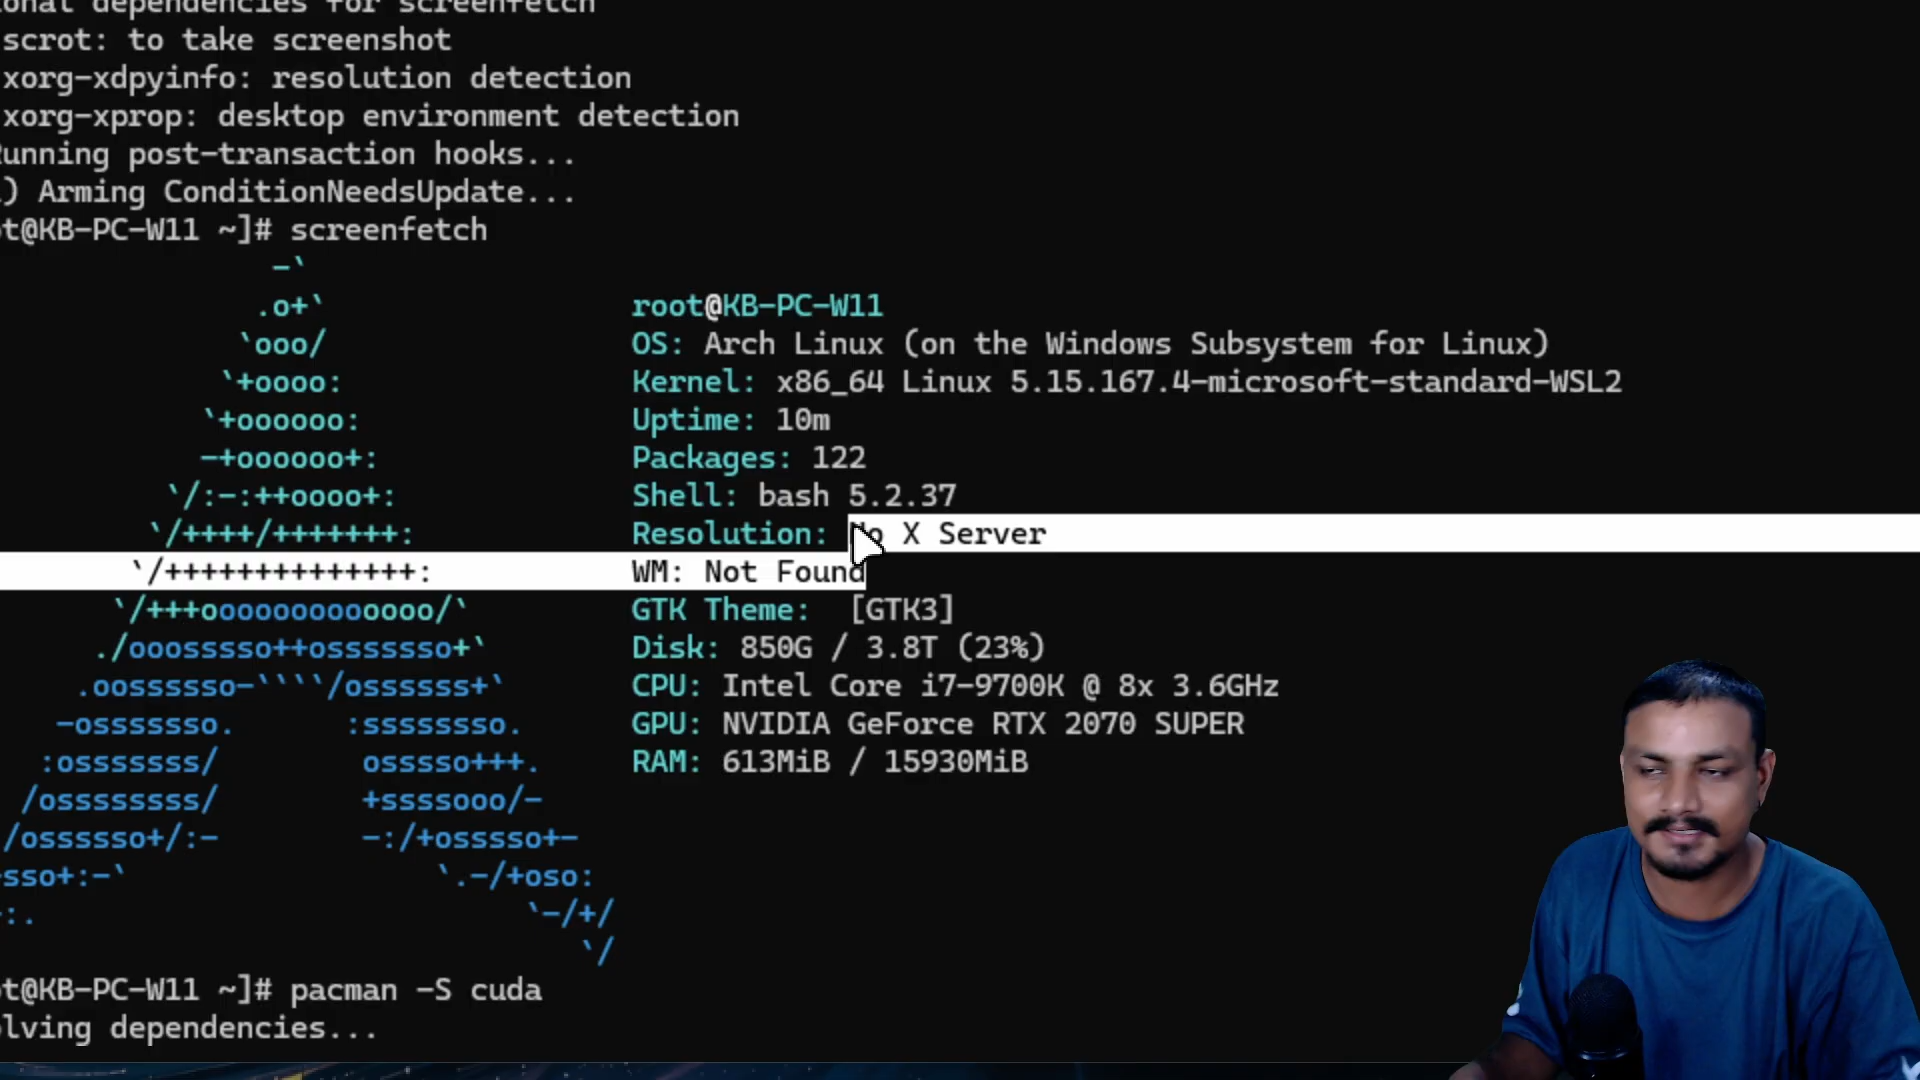 onal dependencies for screenfetch
scrot: to take screenshot
xorg-xdpyinfo: resolution detection
xorg-xprop: desktop environment detection
Running post-transaction hooks...
) Arming ConditionNeedsUpdate...
t@KB-PC-W11 ~]# screenfetch
-`
.o+`
root@KB-PC-W11
`ooo/
OS: Arch Linux (on the Windows Subsystem for Linux)
`+oooo:
Kernel: x86_64 Linux 5.15.167.4-microsoft-standard-WSL2
`+oooooo:
Uptime: 10m
-+oooooo+:
Packages: 122
`/:-:++oooo+:
Shell: bash 5.2.37
`/++++/+++++++:
Resolution: No X Server
`/++++++++++++++:
WM: Not Found
`/+++ooooooooooooo/`
GTK Theme: [GTK3]
./ooosssso++osssssso+`
Disk: 850G / 3.8T (23%)
.oossssso-````/ossssss+`
CPU: Intel Core i7-9700K @ 8x 3.6GHz
-osssssso. :ssssssso.
GPU: NVIDIA GeForce RTX 2070 SUPER
:osssssss/ osssso+++.
RAM: 613MiB / 15930MiB
/ossssssss/ +ssssooo/-
/ossssso+/:- -:/+osssso+-
sso+:-` `.-/+oso:
:. `-/+/
`/
t@KB-PC-W11 ~]# pacman -S cuda
lving dependencies...